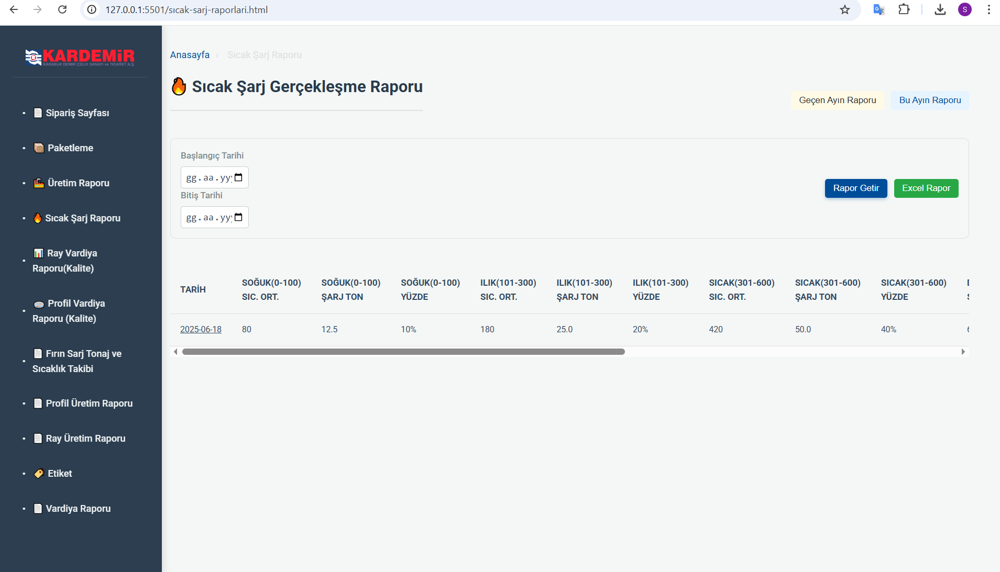 127.0.0.1:5501/sıcak-sarj-raporlari.html
S
KARDEMİR
KARABÜK DEMİR ÇELİK SANAYİ ve TİCARET A.Ş.
Sipariş Sayfası
Paketleme
Üretim Raporu
Sıcak Şarj Raporu
Ray Vardiya
Raporu(Kalite)
Profil Vardiya
Raporu (Kalite)
Fırın Sarj Tonaj ve
Sıcaklık Takibi
Profil Üretim Raporu
Ray Üretim Raporu
Etiket
Vardiya Raporu
Anasayfa › Sıcak Şarj Raporu
Sıcak Şarj Gerçekleşme Raporu
Geçen Ayın Raporu Bu Ayın Raporu
Başlangıç Tarihi
gg.aa.yyy
Bitiş Tarihi
gg.aa.yyy
Rapor Getir Excel Rapor
TARİH SOĞUK(0-100) SIC. ORT. SOĞUK(0-100) ŞARJ TON SOĞUK(0-100) YÜZDE ILIK(101-300) SIC. ORT. ILIK(101-300) ŞARJ TON ILIK(101-300) YÜZDE SICAK(301-600) SIC. ORT. SICAK(301-600) ŞARJ TON SICAK(301-600) YÜZDE
2025-06-18 80 12.5 10% 180 25.0 20% 420 50.0 40%